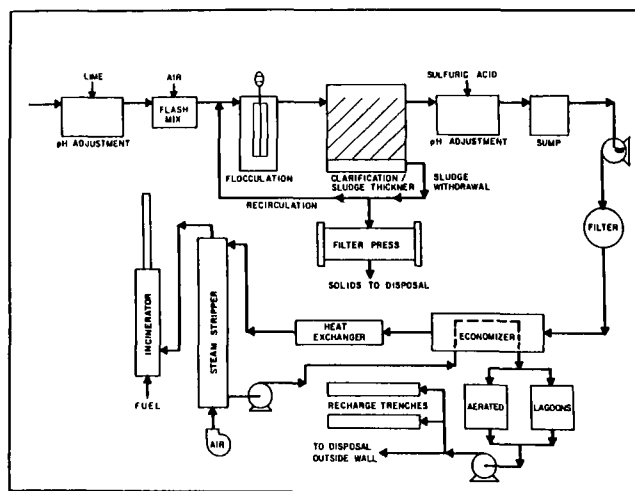 LIME
pH ADJUSTMENT
AIR
FLASH
MIX
FLOCCULATION
CLARIFICATION /
SLUDGE THICKNER
SLUDGE
WITHDRAWAL
SULFURIC ACID
pH ADJUSTMENT
SUMP
RECIRCULATION
FILTER PRESS
SOLIDS TO DISPOSAL
FILTER
INCINERATOR
FUEL
STEAM STRIPPER
AIR
HEAT
EXCHANGER
ECONOMIZER
AERATED
LAGOONS
RECHARGE TRENCHES
TO DISPOSAL
OUTSIDE WALL